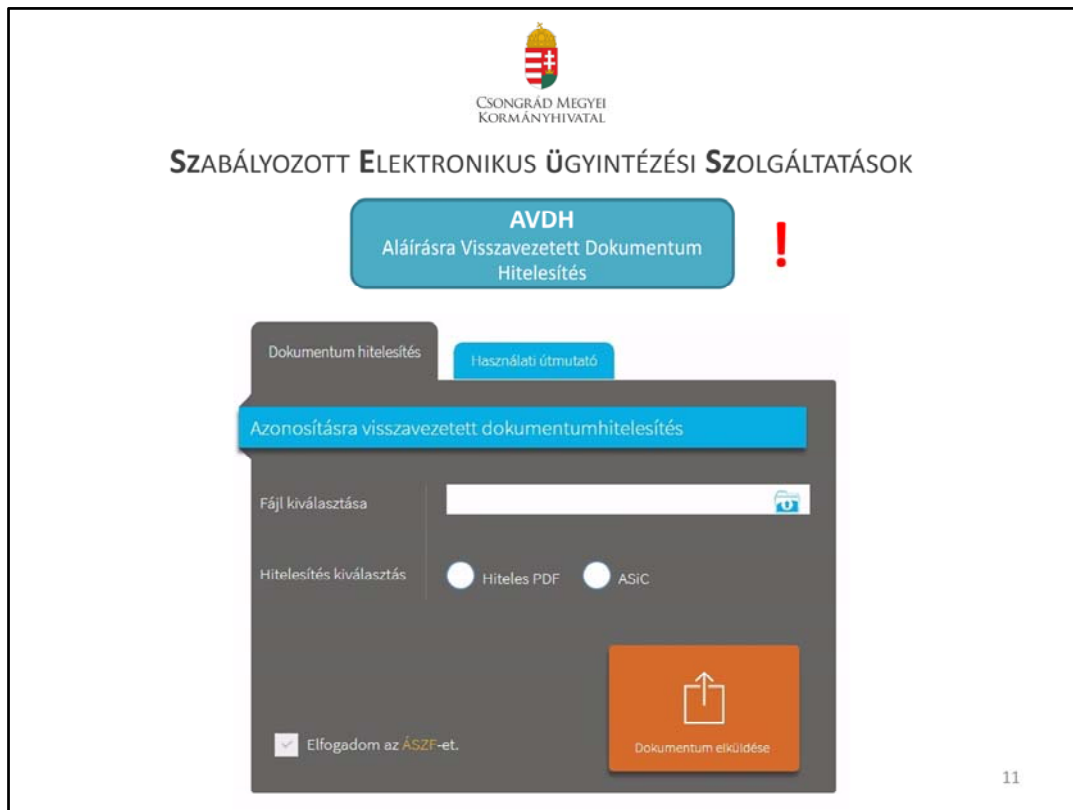 CSONGRÁD MEGYEI
KORMÁNYHIVATAL
SZABÁLYOZOTT ELEKTRONIKUS ÜGYINTÉZÉSI SZOLGÁLTATÁSOK
AVDH
Aláírásra Visszavezetett Dokumentum
Hitelesítés
!
Dokumentum hitelesítés
Használati útmutató
Azonosításra visszavezetett dokumentumhitelesítés
Fájl kiválasztása
Hitelesítés kiválasztás
Hiteles PDF
ASiC
Elfogadom az ÁSZF-et.
Dokumentum elküldése
11